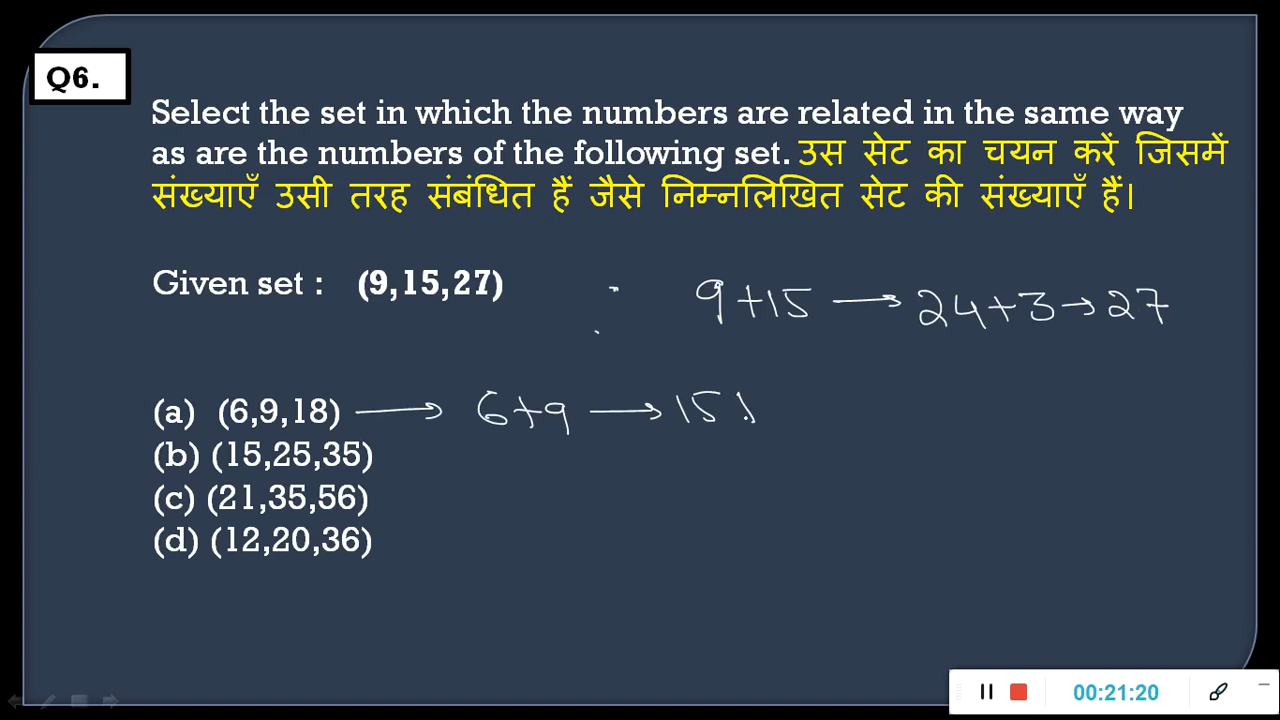 Q6.
Select the set in which the numbers are related in the same way
as are the numbers of the following set. उस सेट का चयन करें जिसमें
संख्याएँ उसी तरह संबंधित हैं जैसे निम्नलिखित सेट की संख्याएँ हैं।
Given set : (9,15,27) 9+15 → 24+3→27
(a) (6,9,18) → 6+9 → 15
(b) (15,25,35)
(c) (21,35,56)
(d) (12,20,36)
00:21:20